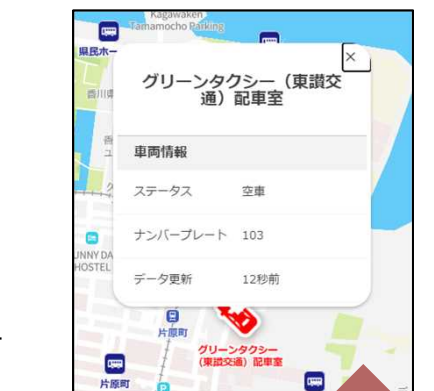 Kagawaken
Tamamocho Parking
県民ホー
香川県
グリーンタクシー（東讃交
通）配車室
車両情報
ステータス 空車
ナンバープレート 103
データ更新 12秒前
UNNY DA
HOSTEL
片原町
グリーンタクシー
(東讃交通) 配車室
片原町
P